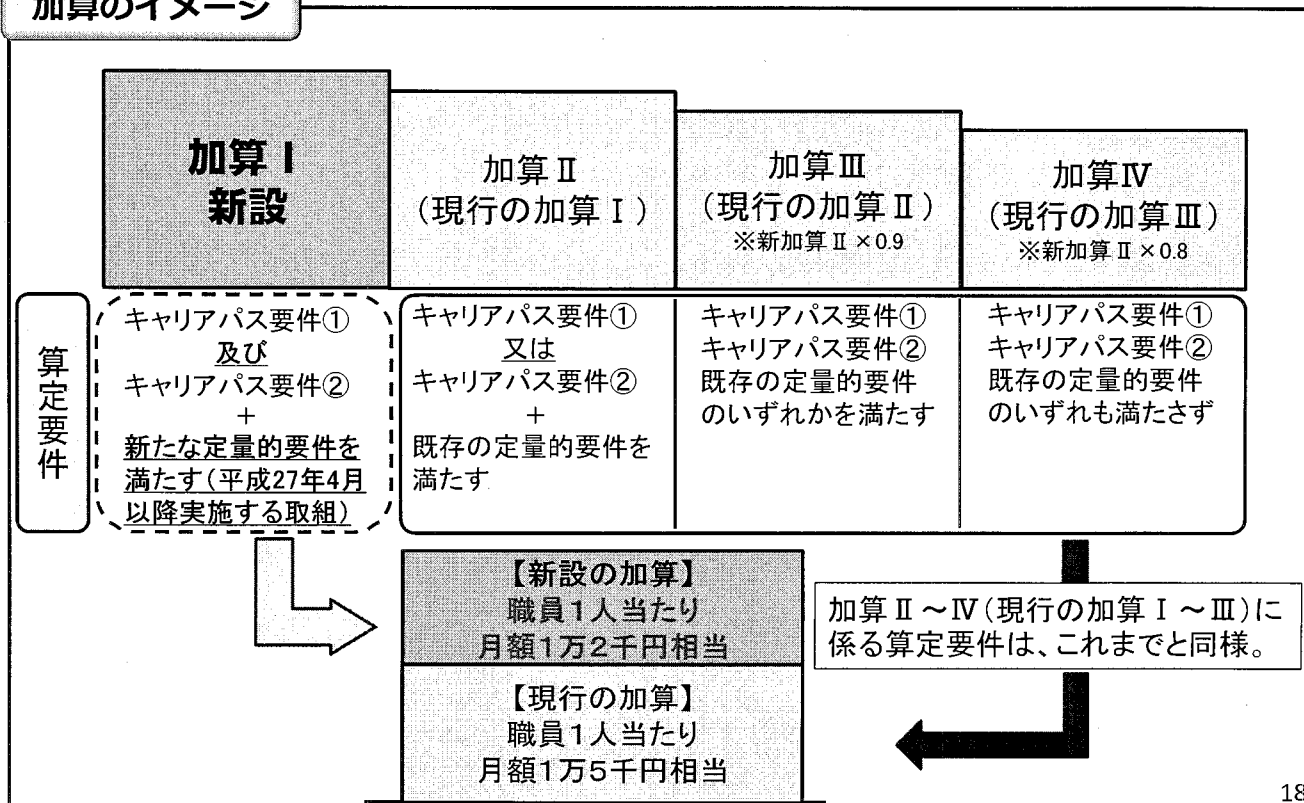 加算のイメージ
加算Ⅰ
新設
加算Ⅱ
（現行の加算Ⅰ）
加算Ⅲ
（現行の加算Ⅱ）
※新加算Ⅱ×0.9
加算Ⅳ
（現行の加算Ⅲ）
※新加算Ⅱ×0.8
算定要件
キャリアパス要件①
及び
キャリアパス要件②
＋
新たな定量的要件を
満たす（平成27年4月
以降実施する取組）
キャリアパス要件①
又は
キャリアパス要件②
＋
既存の定量的要件を
満たす
キャリアパス要件①
キャリアパス要件②
既存の定量的要件
のいずれかを満たす
キャリアパス要件①
キャリアパス要件②
既存の定量的要件
のいずれも満たさず
【新設の加算】
職員１人当たり
月額１万２千円相当
加算Ⅱ～Ⅳ（現行の加算Ⅰ～Ⅲ）に
係る算定要件は、これまでと同様。
【現行の加算】
職員１人当たり
月額１万５千円相当
18